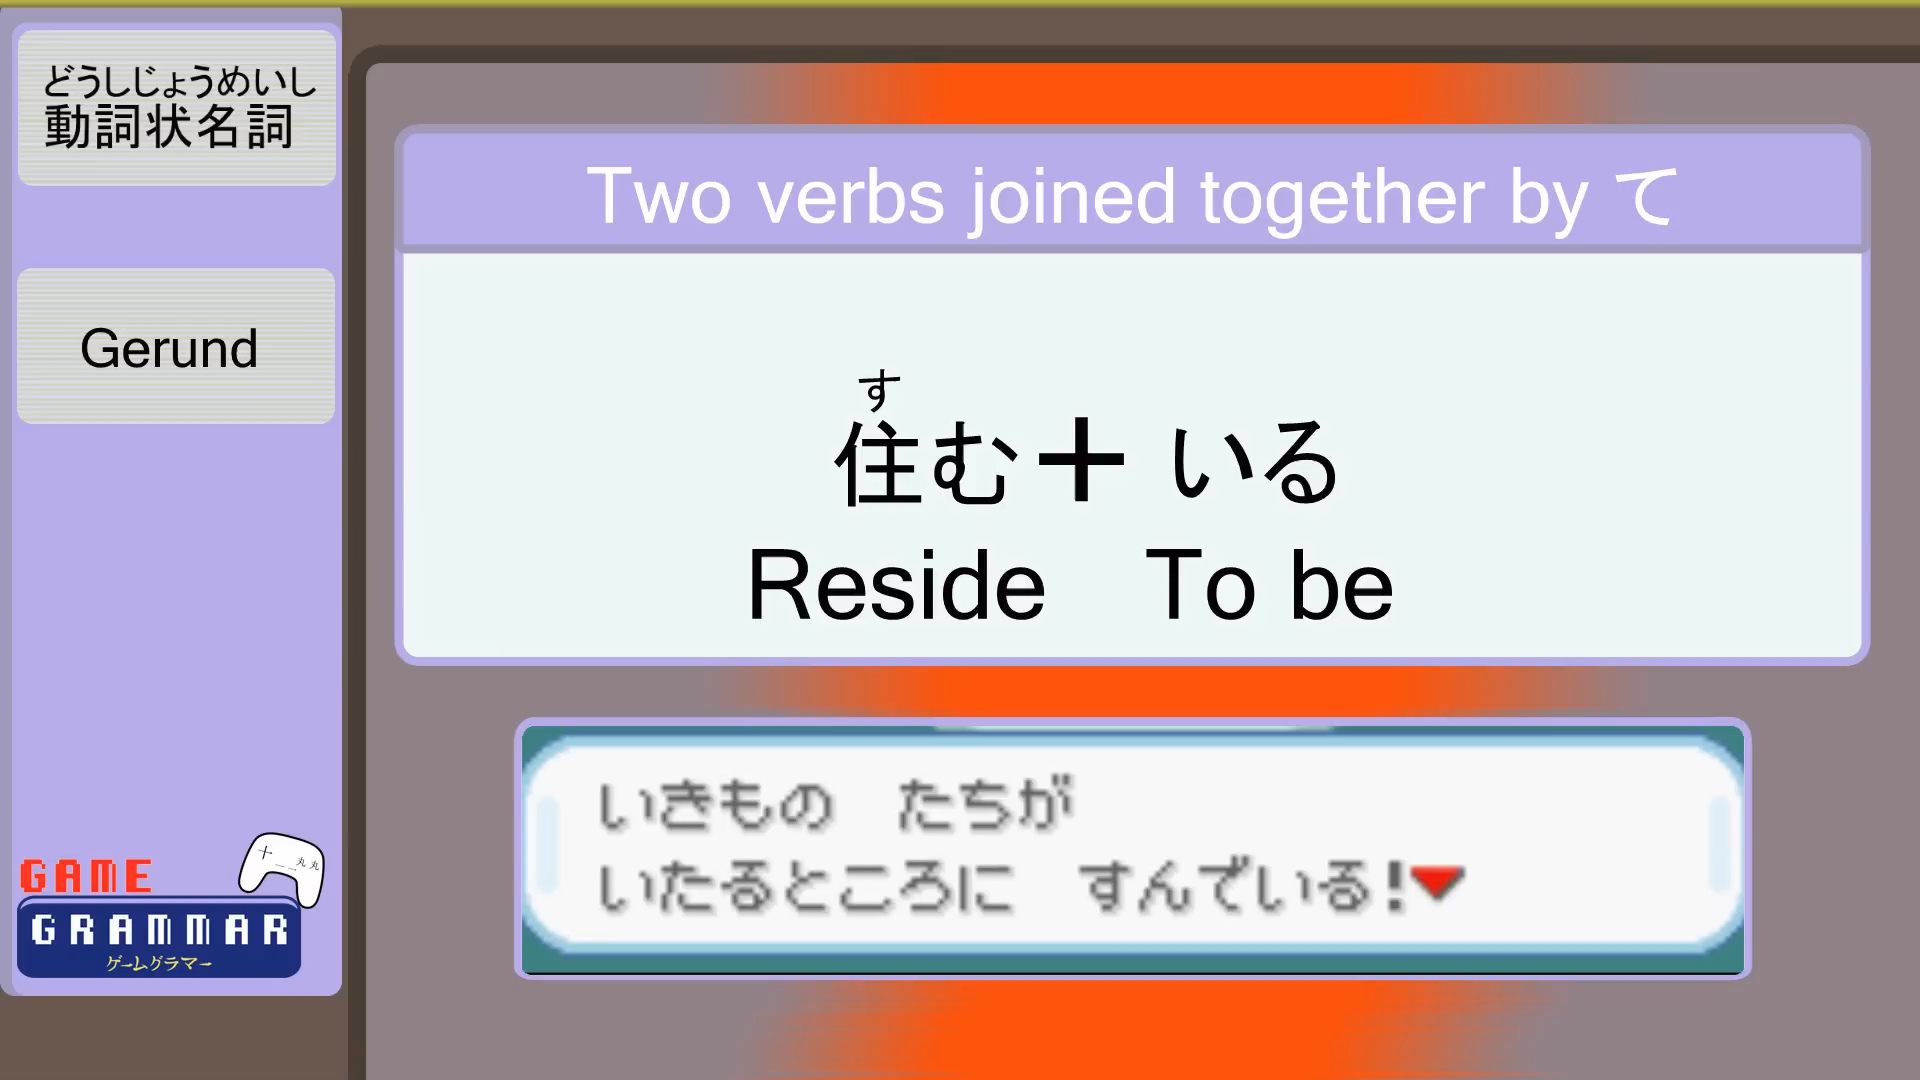 どうしじょうめいし
動詞状名詞
Gerund
GAME
GRAMMAR
ゲームグラマー
Two verbs joined together by て
す
住む＋いる
Reside To be
いきもの　たちが
いたるところに　すんでいる！